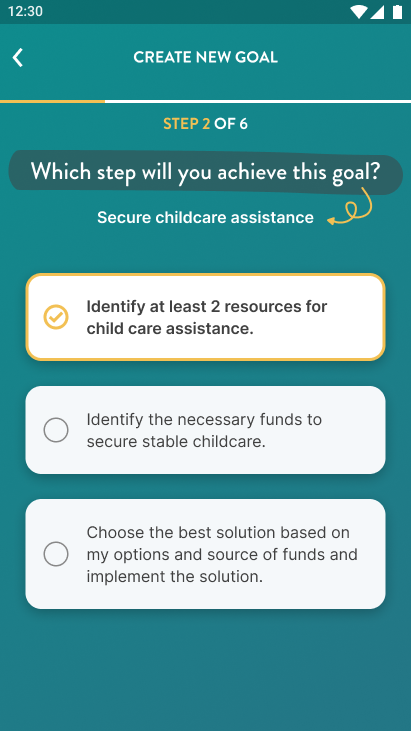 12:30
CREATE NEW GOAL
STEP 2 OF 6
Which step will you achieve this goal?
Secure childcare assistance
Identify at least 2 resources for
child care assistance.
Identify the necessary funds to
secure stable childcare.
Choose the best solution based on
my options and source of funds and
implement the solution.